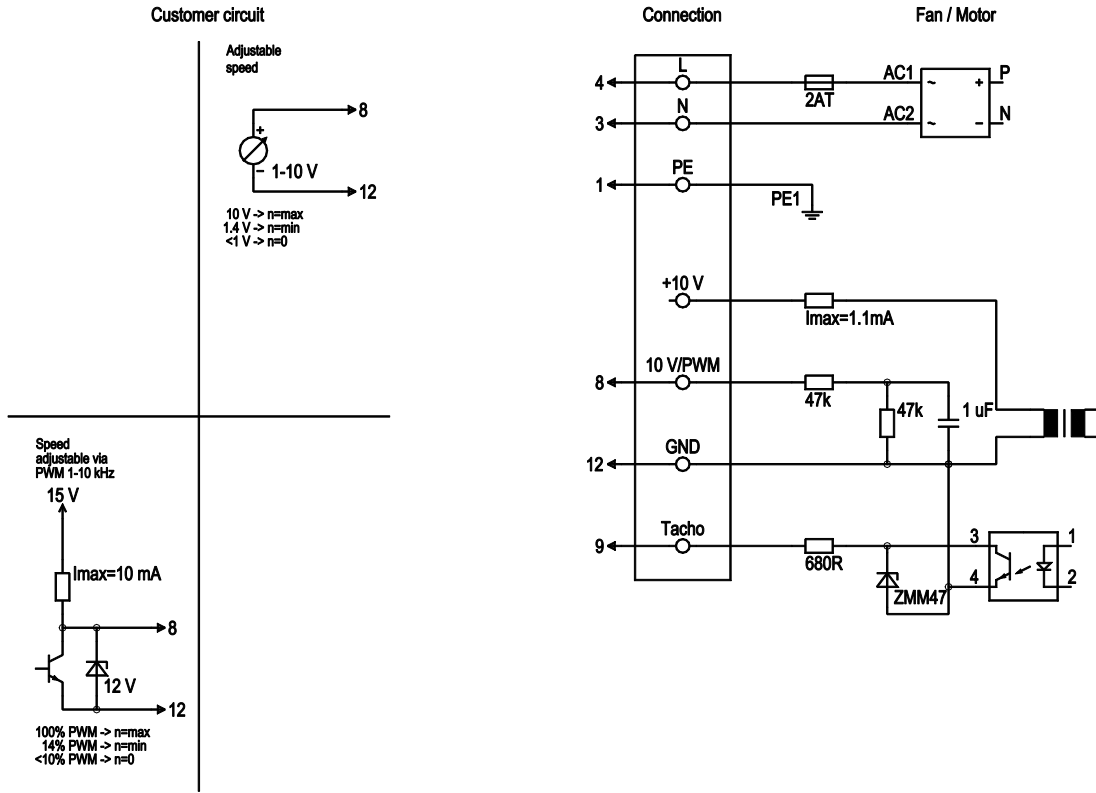 Customer circuit
Adjustable
speed
8
+
1-10 V
−
12
10 V -> n=max
1.4 V -> n=min
<1 V -> n=0
Speed
adjustable via
PWM 1-10 kHz
15 V
Imax=10 mA
8
12 V
12
100% PWM -> n=max
14% PWM -> n=min
<10% PWM -> n=0
Connection
Fan / Motor
4
L
2AT
AC1
~
+
P
3
N
AC2
~
−
N
1
PE
PE1
+10 V
Imax=1.1mA
8
10 V/PWM
47k
47k
1 uF
12
GND
9
Tacho
680R
ZMM47
3
4
1
2